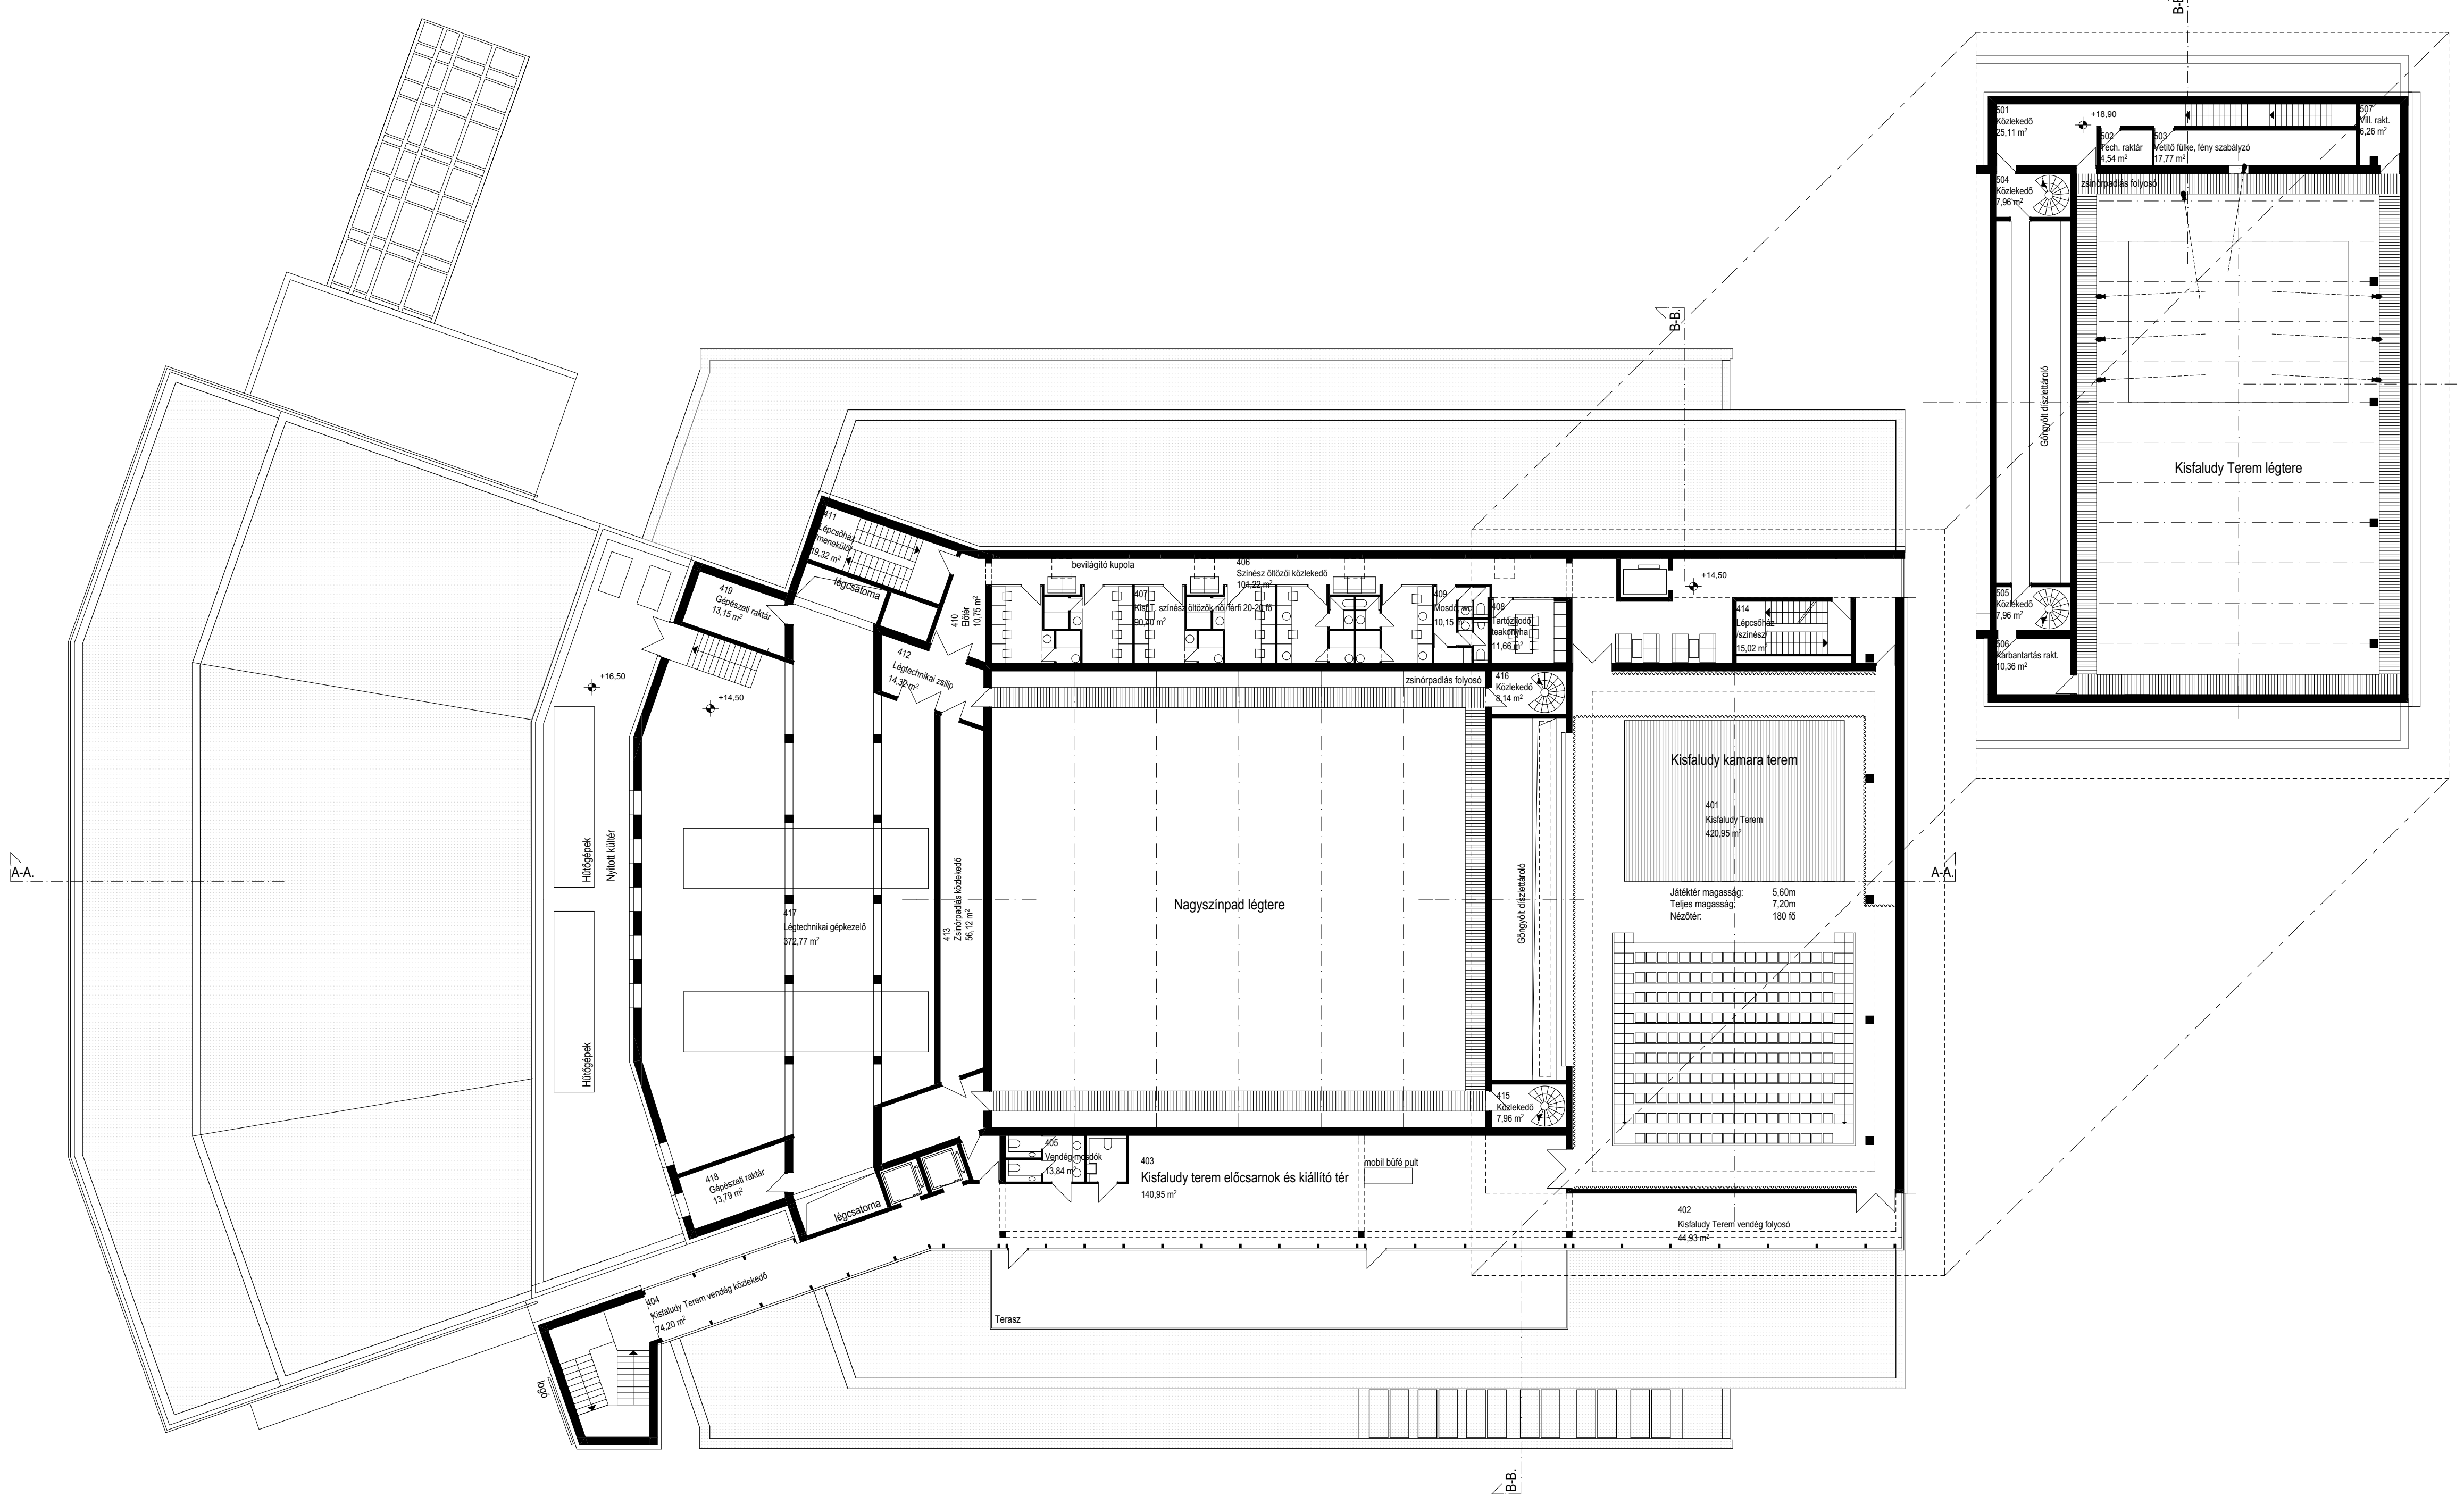 B-B.
501
Közlekedő
25,11 m²
+18,90
502
Tech. raktár
4,54 m²
503
Vetítő fülke, fény szabályzó
17,77 m²
507
Vill. rakt.
6,26 m²
504
Közlekedő
7,96 m²
zsinórpadlás folyosó
Göngyölt díszlettároló
Kisfaludy Terem légtere
505
Közlekedő
7,96 m²
506
Karbantartás rakt.
10,36 m²
B-B.
411
Lépcsőház
/menekülő/
19,32 m²
légcsatorna
419
Gépészeti raktár
13,15 m²
410
Előtér
10,75 m²
412
Légtechnikai zsilip
14,32 m²
bevilágító kupola
406
Színész öltözői közlekedő
104,22 m²
407
Kisf.T. színész öltözők női/férfi 20-20 fő
90,40 m²
409
Mosdó, wc
10,15 m²
408
Tartózkodó
teakonyha
11,66 m²
+14,50
414
Lépcsőház
/színész/
15,02 m²
zsinórpadlás folyosó
416
Közlekedő
8,14 m²
+16,50
+14,50
Hűtőgépek
Nyitott kültér
Hűtőgépek
417
Légtechnikai gépkezelő
372,77 m²
413
Zsinórpadlás közlekedő
56,12 m²
Nagyszínpad légtere
Göngyölt díszlettároló
Kisfaludy kamara terem
401
Kisfaludy Terem
420,95 m²
Játéktér magasság: 5,60m
Teljes magasság: 7,20m
Nézőtér: 180 fő
A-A.
A-A.
415
Közlekedő
7,96 m²
418
Gépészeti raktár
13,79 m²
légcsatorna
405
Vendég mosdók
13,84 m²
403
Kisfaludy terem előcsarnok és kiállító tér
140,95 m²
mobil büfé pult
402
Kisfaludy Terem vendég folyosó
44,93 m²
404
Kisfaludy Terem vendég közlekedő
74,20 m²
Terasz
logó
B-B.